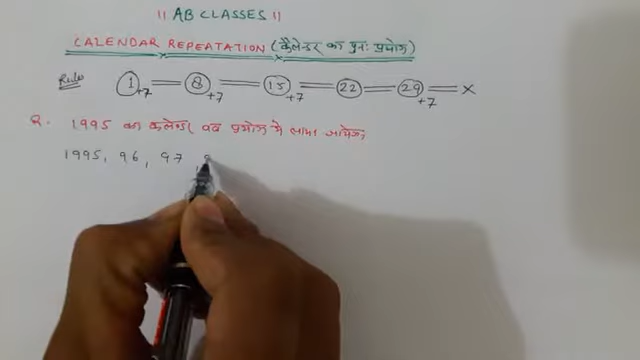 || AB CLASSES ||
CALENDAR REPEATATION (कैलेन्डर का पुनः प्रयोग)
Rule 1 +7 8 +7 15 +7 22 29 +7 X
Q. 1995 का कैलेन्डर कब प्रयोग मे लाया जायेगा
1995, 96, 97